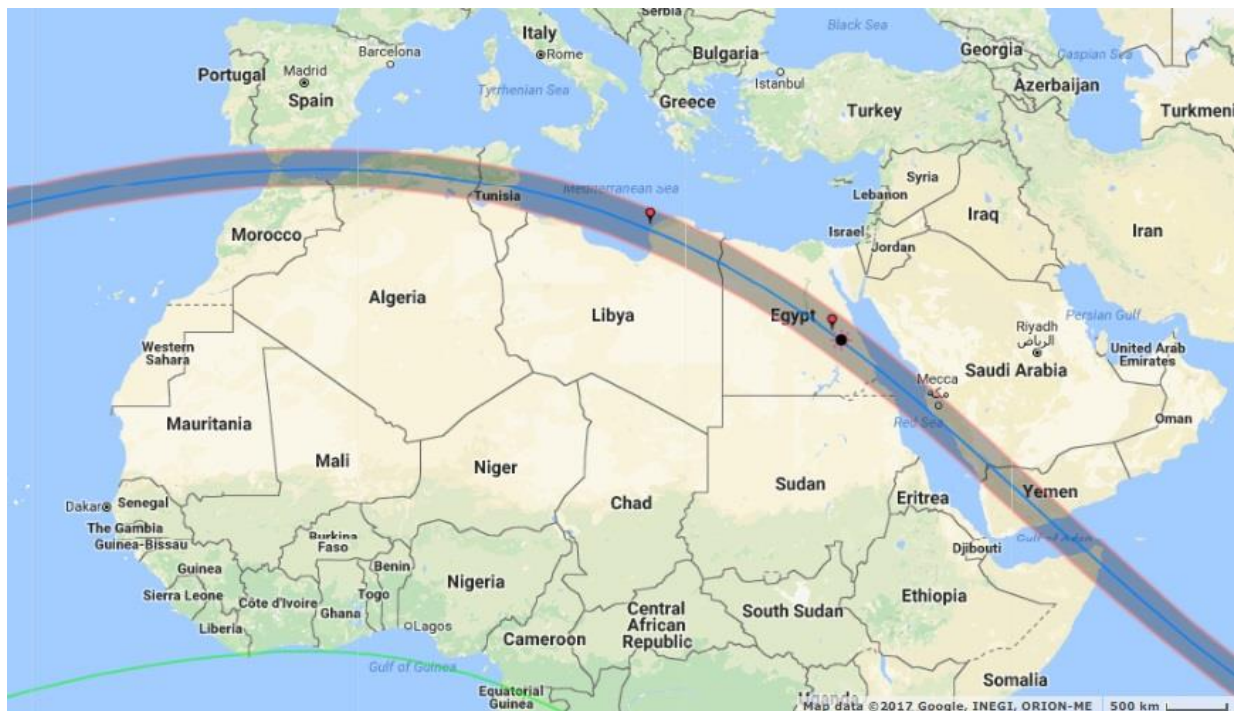 Serbia
Black Sea
Italy
Rome
Bulgaria
Georgia
Caspian Sea
Barcelona
Portugal
Madrid
Spain
Istanbul
Azerbaijan
Tyrrhenian Sea
Greece
Turkey
Turkmeni
Tunisia
Mediterranean Sea
Syria
Lebanon
Iraq
Iran
Israel
Jordan
Morocco
Algeria
Libya
Egypt
Persian Gulf
Riyadh
الرياض
Western
Sahara
United Arab
Emirates
Saudi Arabia
Mecca
مكة
Mauritania
Oman
Red Sea
Mali
Niger
Chad
Sudan
Yemen
Eritrea
Dakar
Senegal
The Gambia
Guinea-Bissau
Burkina
Faso
Gulf of Aden
Djibouti
Guinea
Benin
Nigeria
Sierra Leone
Côte d'Ivoire
Ghana
Togo
Ethiopia
Liberia
Lagos
Central
African
Republic
South Sudan
Cameroon
Gulf of Guinea
Somalia
Equatorial
Guinea
Uganda
Map data ©2017 Google, INEGI, ORION-ME
500 km